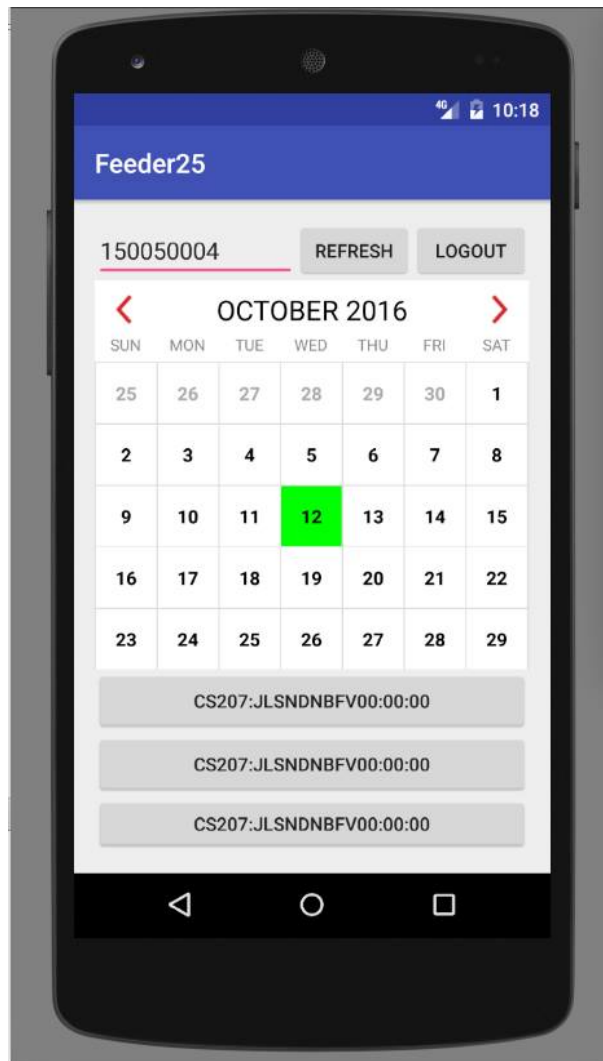 4G 10:18
Feeder25
150050004 REFRESH LOGOUT
OCTOBER 2016
SUN MON TUE WED THU FRI SAT
25 26 27 28 29 30 1
2 3 4 5 6 7 8
9 10 11 12 13 14 15
16 17 18 19 20 21 22
23 24 25 26 27 28 29
CS207:JLSNDNBFV00:00:00
CS207:JLSNDNBFV00:00:00
CS207:JLSNDNBFV00:00:00